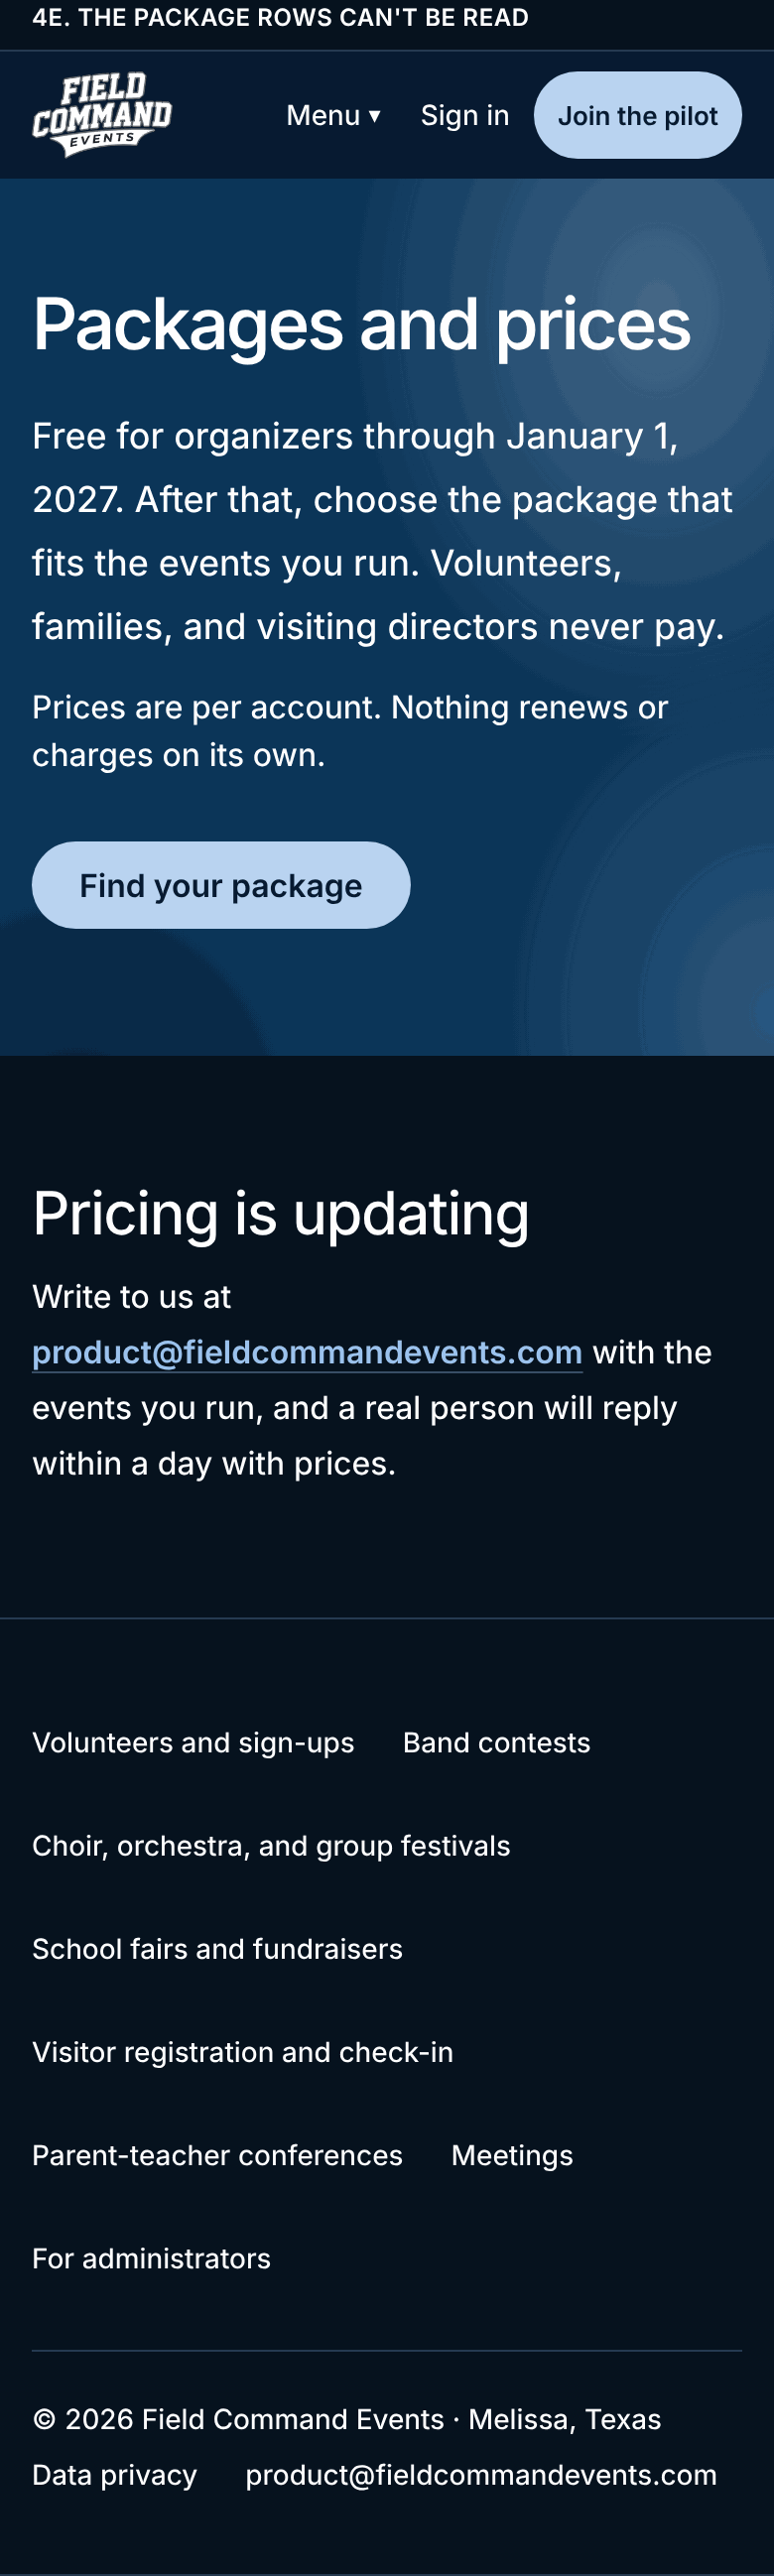 4E. THE PACKAGE ROWS CAN'T BE READ
FIELD
COMMAND
EVENTS
Menu ▾ Sign in Join the pilot
Packages and prices
Free for organizers through January 1,
2027. After that, choose the package that
fits the events you run. Volunteers,
families, and visiting directors never pay.
Prices are per account. Nothing renews or
charges on its own.
Find your package
Pricing is updating
Write to us at
product@fieldcommandevents.com with the
events you run, and a real person will reply
within a day with prices.
Volunteers and sign-ups Band contests
Choir, orchestra, and group festivals
School fairs and fundraisers
Visitor registration and check-in
Parent-teacher conferences Meetings
For administrators
© 2026 Field Command Events · Melissa, Texas
Data privacy product@fieldcommandevents.com